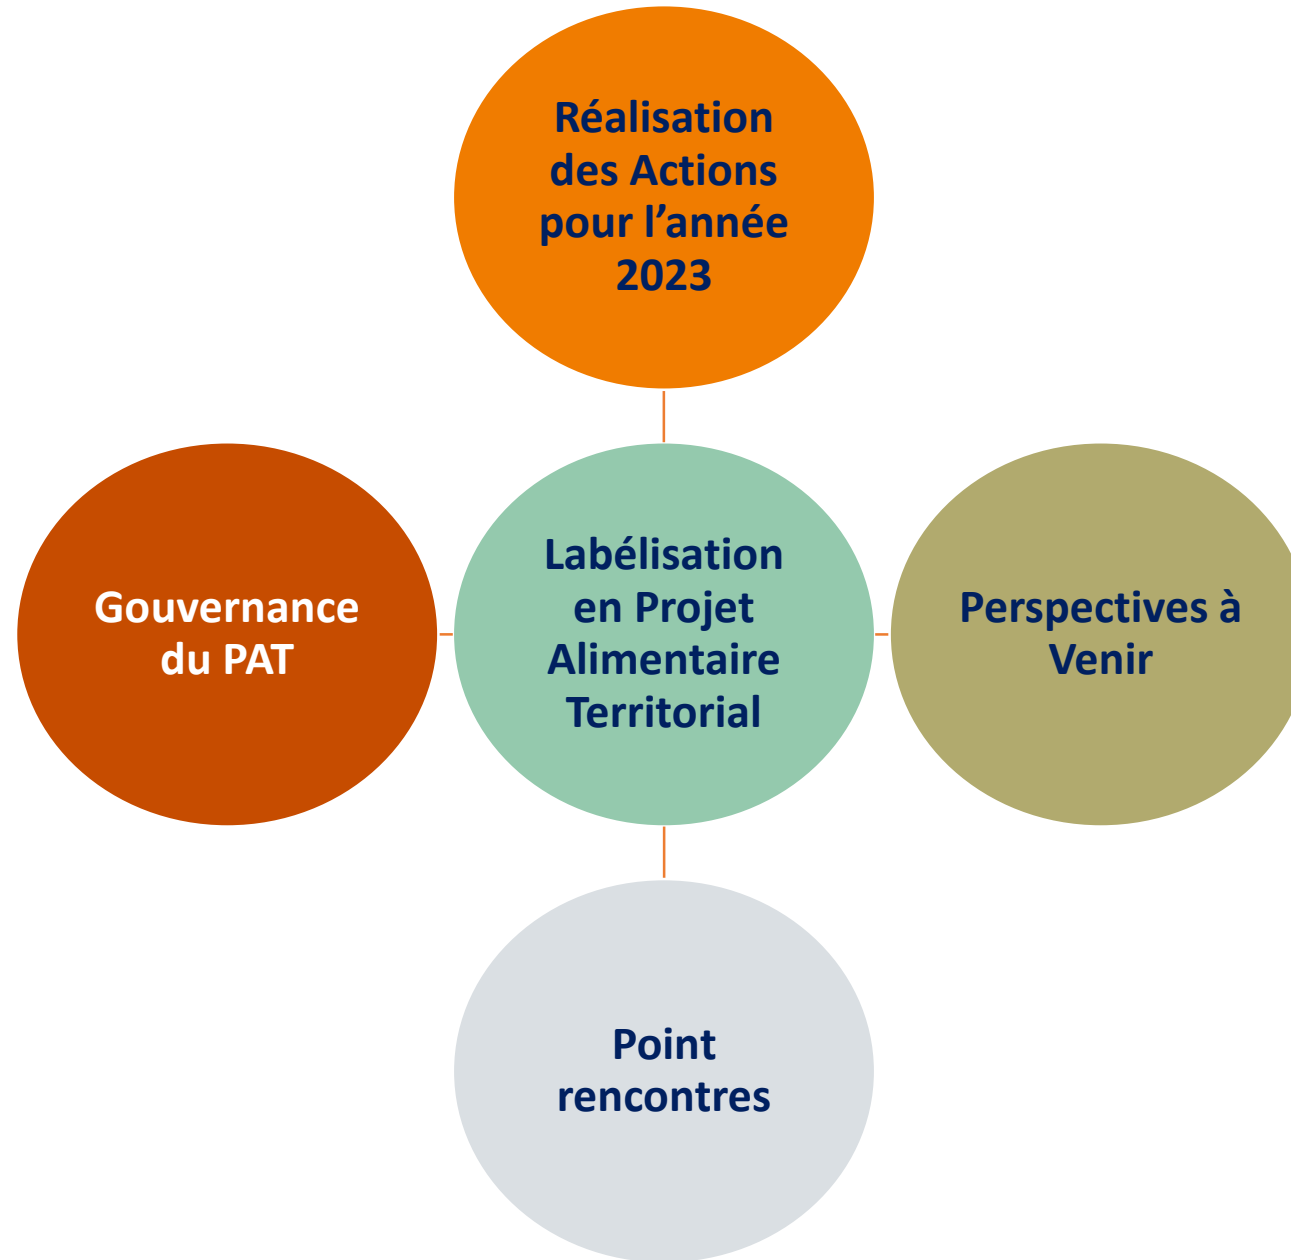 Réalisation
des Actions
pour l’année
2023
Gouvernance
du PAT
Labélisation
en Projet
Alimentaire
Territorial
Perspectives à
Venir
Point
rencontres